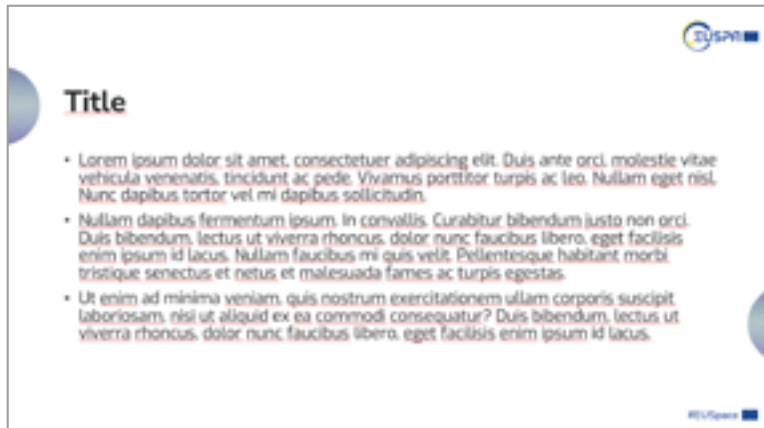 EUSPA
Title
• Lorem ipsum dolor sit amet, consectetuer adipiscing elit. Duis ante orci, molestie vitae
vehicula venenatis, tincidunt ac pede. Vivamus porttitor turpis ac leo. Nullam eget nisl.
Nunc dapibus tortor vel mi dapibus sollicitudin.
• Nullam dapibus fermentum ipsum. In convallis. Curabitur bibendum justo non orci.
Duis bibendum, lectus ut viverra rhoncus, dolor nunc faucibus libero, eget facilisis
enim ipsum id lacus. Nullam faucibus mi quis velit. Pellentesque habitant morbi
tristique senectus et netus et malesuada fames ac turpis egestas.
• Ut enim ad minima veniam, quis nostrum exercitationem ullam corporis suscipit
laboriosam, nisi ut aliquid ex ea commodi consequatur? Duis bibendum, lectus ut
viverra rhoncus, dolor nunc faucibus libero, eget facilisis enim ipsum id lacus.
#EUSpace